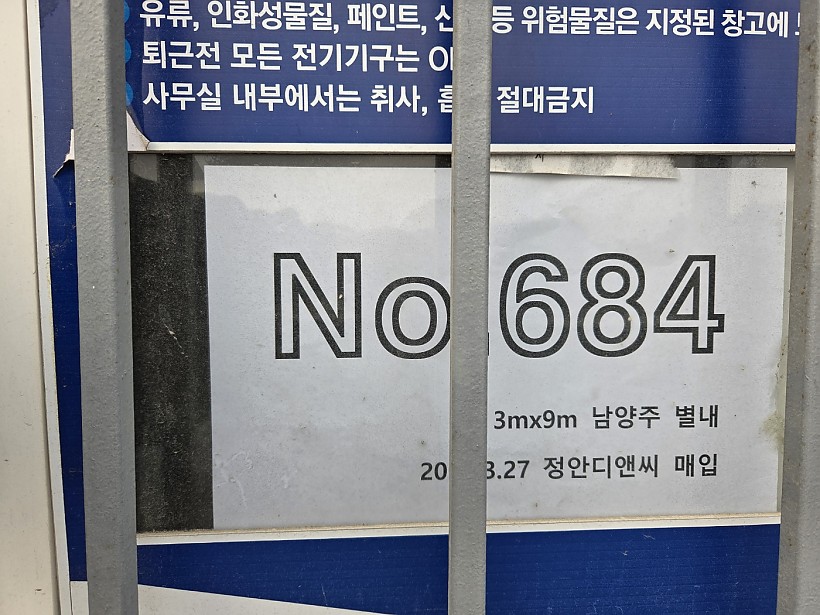 유류, 인화성물질, 페인트, 등 위험물질은 지정된 창고에
퇴근전 모든 전기기구는
사무실 내부에서는 취사, 절대금지
No.684
3mx9m 남양주 별내
3.27 정안디앤씨 매입